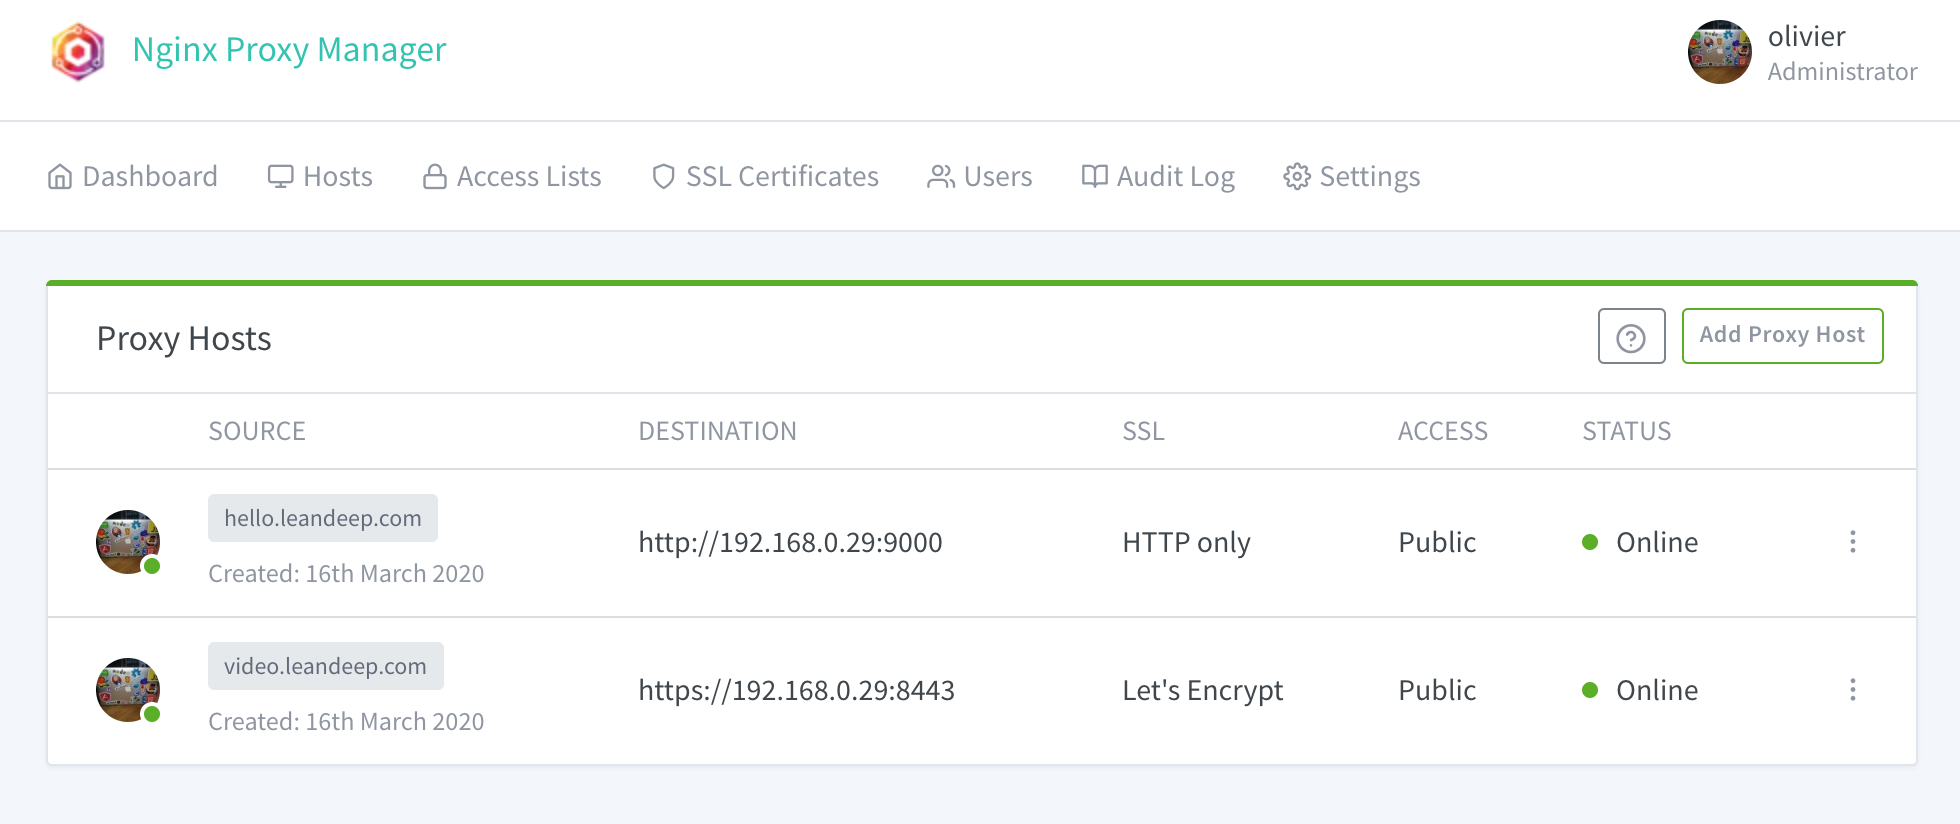 Nginx Proxy Manager
olivier
Administrator
Dashboard Hosts Access Lists SSL Certificates Users Audit Log Settings
Proxy Hosts
Add Proxy Host
SOURCE DESTINATION SSL ACCESS STATUS
hello.leandeep.com
http://192.168.0.29:9000 HTTP only Public Online
Created: 16th March 2020
video.leandeep.com
https://192.168.0.29:8443 Let's Encrypt Public Online
Created: 16th March 2020